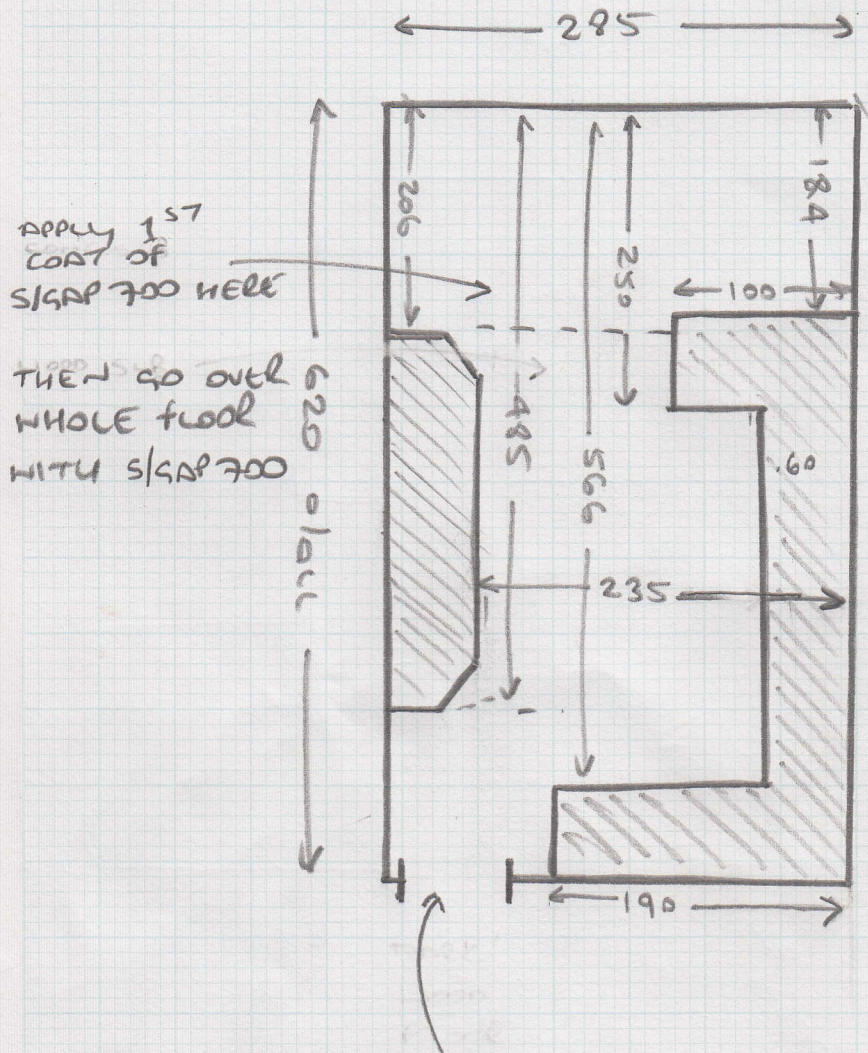 285
206
184
APPLY 1ST
COAT OF
S/GAP 700 HERE
250
100
THEN GO OVER
WHOLE FLOOR
WITH S/GAP 700
620 o/all
485
566
.60
235
190